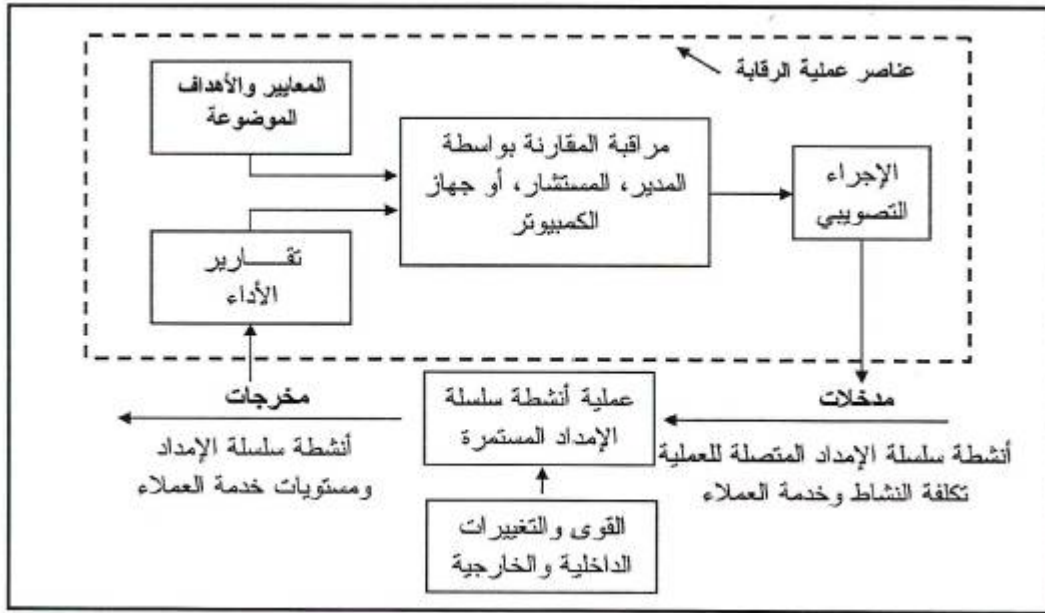 عناصر عملية الرقابة
المعايير والأهداف
الموضوعة
مراقبة المقارنة بواسطة
المدير، المستشار، أو جهاز
الكمبيوتر
الإجراء
التصويبي
تقـــــارير
الأداء
مدخلات
أنشطة سلسلة الإمداد المتصلة للعملية
تكلفة النشاط وخدمة العملاء
عملية أنشطة سلسلة
الإمداد المستمرة
مخرجات
أنشطة سلسلة الإمداد
ومستويات خدمة العملاء
القوى والتغييرات
الداخلية والخارجية